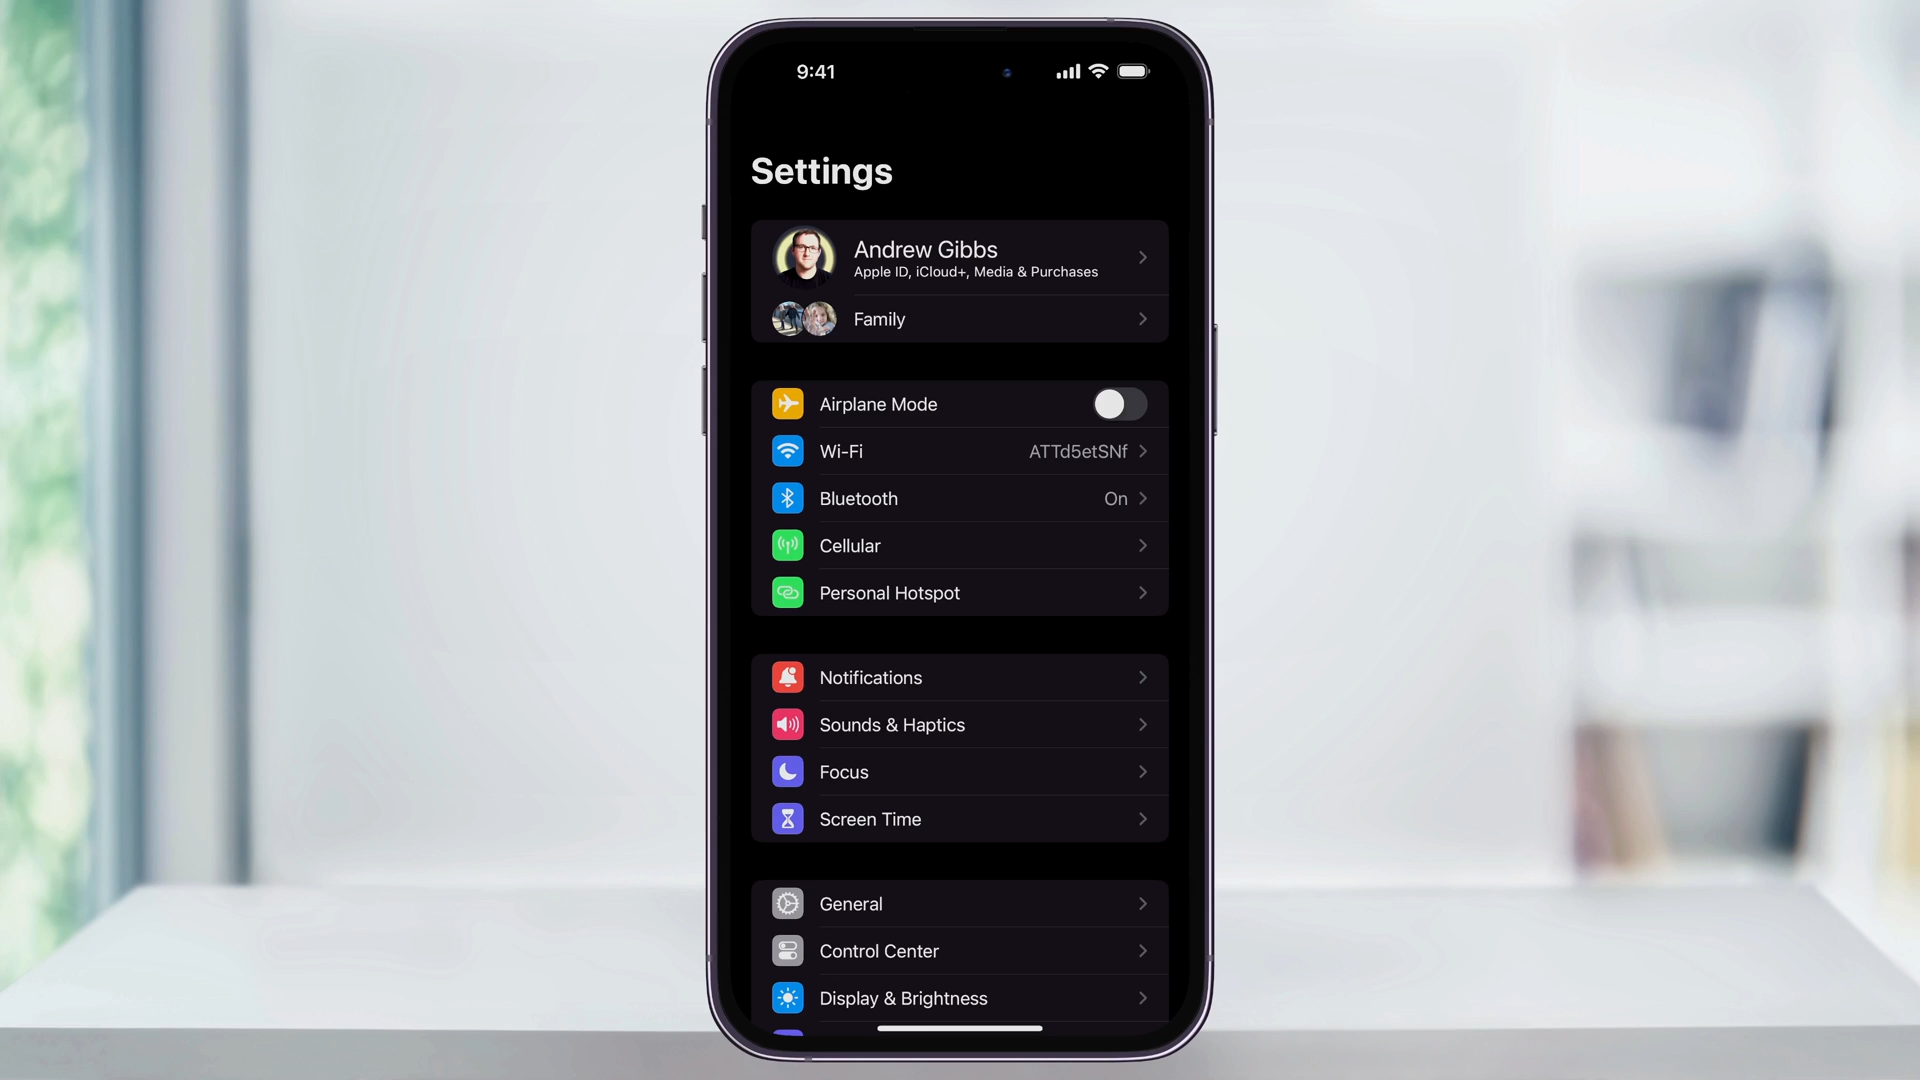 9:41
Settings
Andrew Gibbs
Apple ID, iCloud+, Media & Purchases
Family
Airplane Mode
Wi-Fi ATTd5etSNf
Bluetooth On
Cellular
Personal Hotspot
Notifications
Sounds & Haptics
Focus
Screen Time
General
Control Center
Display & Brightness